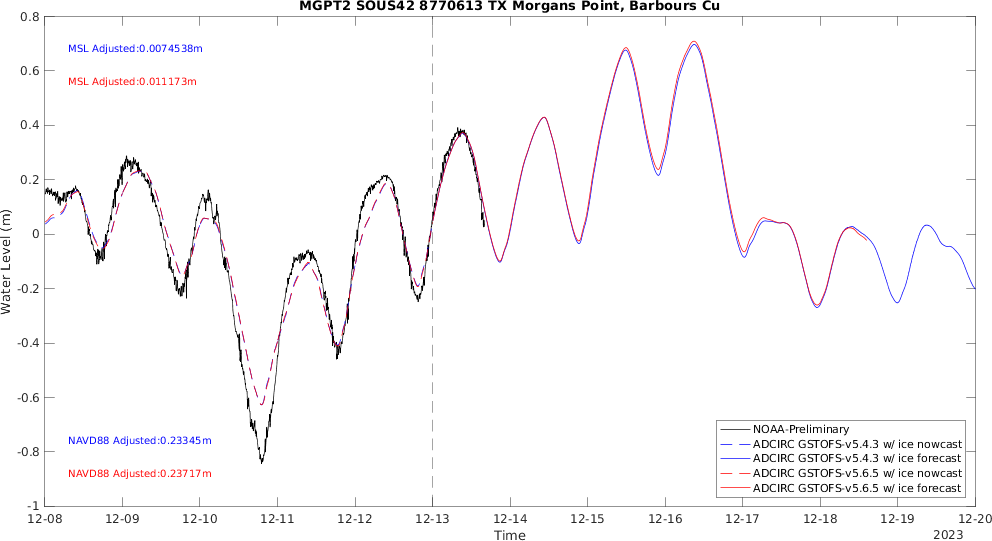 MGPT2 SOUS42 8770613 TX Morgans Point, Barbours Cu
0.8
0.6
0.4
0.2
0
-0.2
-0.4
-0.6
-0.8
-1
Water Level (m)
MSL Adjusted:0.0074538m
MSL Adjusted:0.011173m
NAVD88 Adjusted:0.23345m
NAVD88 Adjusted:0.23717m
NOAA-Preliminary
ADCIRC GSTOFS-v5.4.3 w/ ice nowcast
ADCIRC GSTOFS-v5.4.3 w/ ice forecast
ADCIRC GSTOFS-v5.6.5 w/ ice nowcast
ADCIRC GSTOFS-v5.6.5 w/ ice forecast
12-08 12-09 12-10 12-11 12-12 12-13 12-14 12-15 12-16 12-17 12-18 12-19 12-20
Time
2023